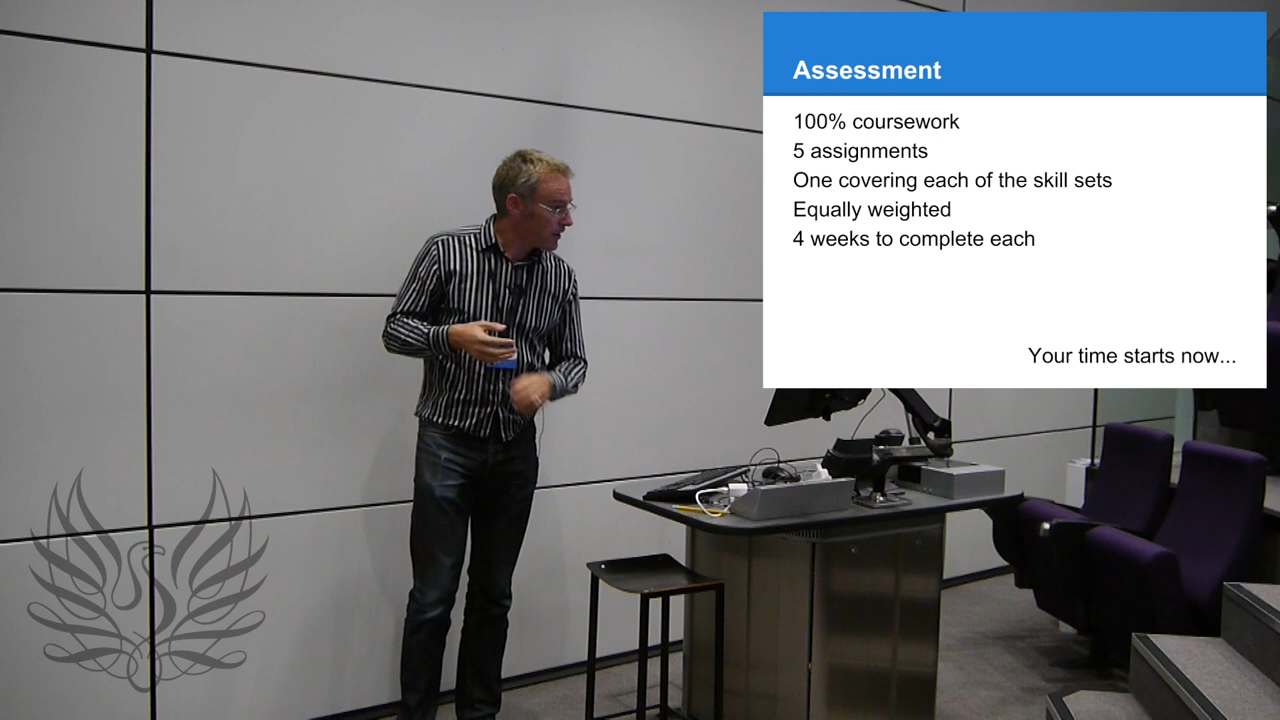 Assessment
100% coursework
5 assignments
One covering each of the skill sets
Equally weighted
4 weeks to complete each
Your time starts now...